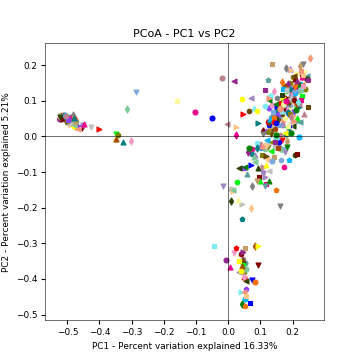 PCoA - PC1 vs PC2
PC2 - Percent variation explained 5.21%
0.2
0.1
0.0
−0.1
−0.2
−0.3
−0.4
−0.5
−0.5 −0.4 −0.3 −0.2 −0.1 0.0 0.1 0.2
PC1 - Percent variation explained 16.33%